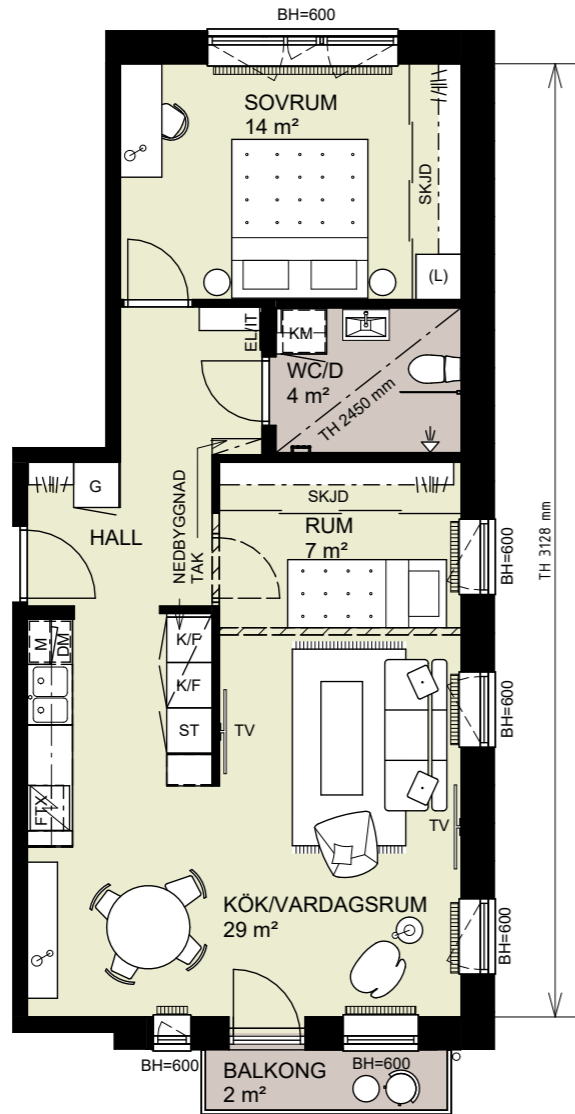 BH=600
SOVRUM
14 m²
SKJD
(L)
EL/IT
KM
WC/D
4 m²
TH 2450 mm
G
HALL
NEDBYGGNAD
TAK
SKJD
RUM
7 m²
BH=600
TH 3128 mm
M
DM
K/F
K/F
ST
TV
BH=600
FTX
TV
KÖK/VARDAGSRUM
29 m²
BH=600
BH=600
BALKONG
2 m²
BH=600